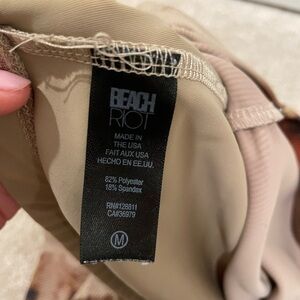 BEACH
RIOT
MADE IN
THE USA
FAIT AUX USA
HECHO EN EE.UU.
82% Polyester
18% Spandex
RN#128811
CA#36979
M